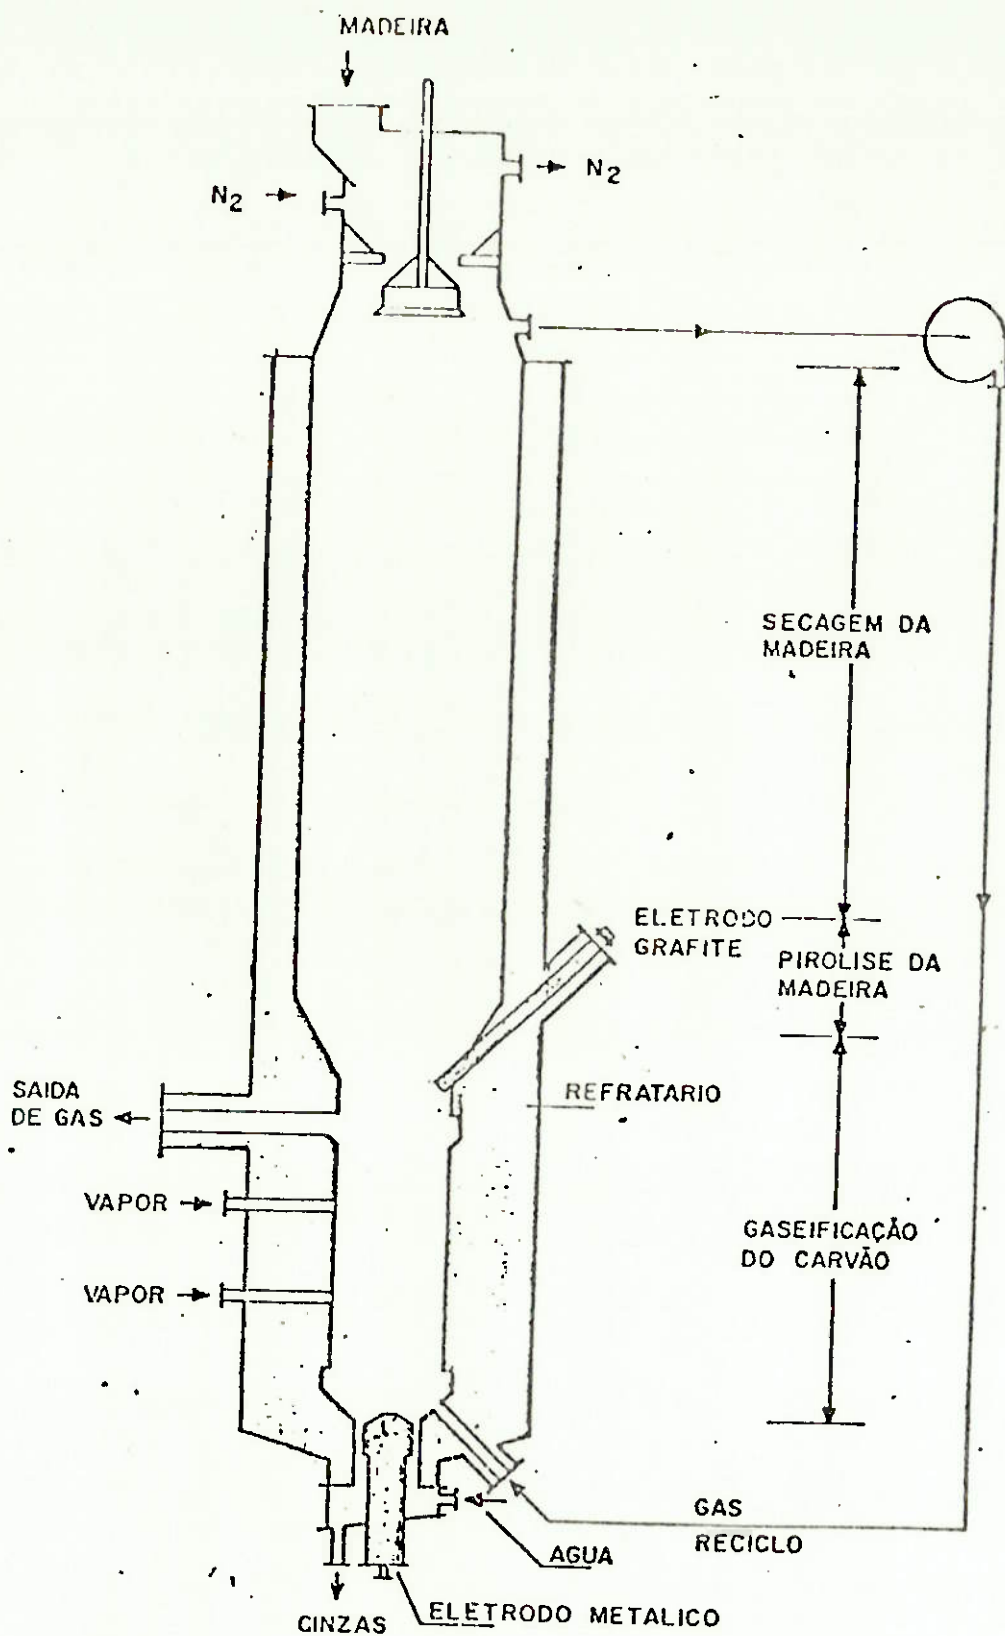 MADEIRA
N2
N2
SECAGEM DA
MADEIRA
ELETRODO
GRAFITE
PIROLISE DA
MADEIRA
SAIDA
DE GAS
REFRATARIO
VAPOR
GASEIFICAÇÃO
DO CARVÃO
VAPOR
GAS
RECICLO
AGUA
CINZAS
ELETRODO METALICO